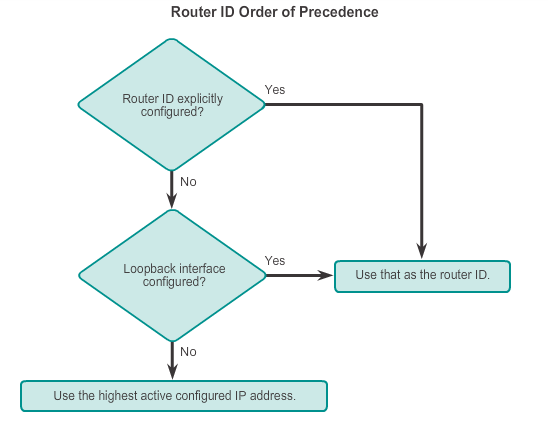 Router ID Order of Precedence
Router ID explicitly
configured?
Yes
No
Loopback interface
configured?
Yes
Use that as the router ID.
No
Use the highest active configured IP address.